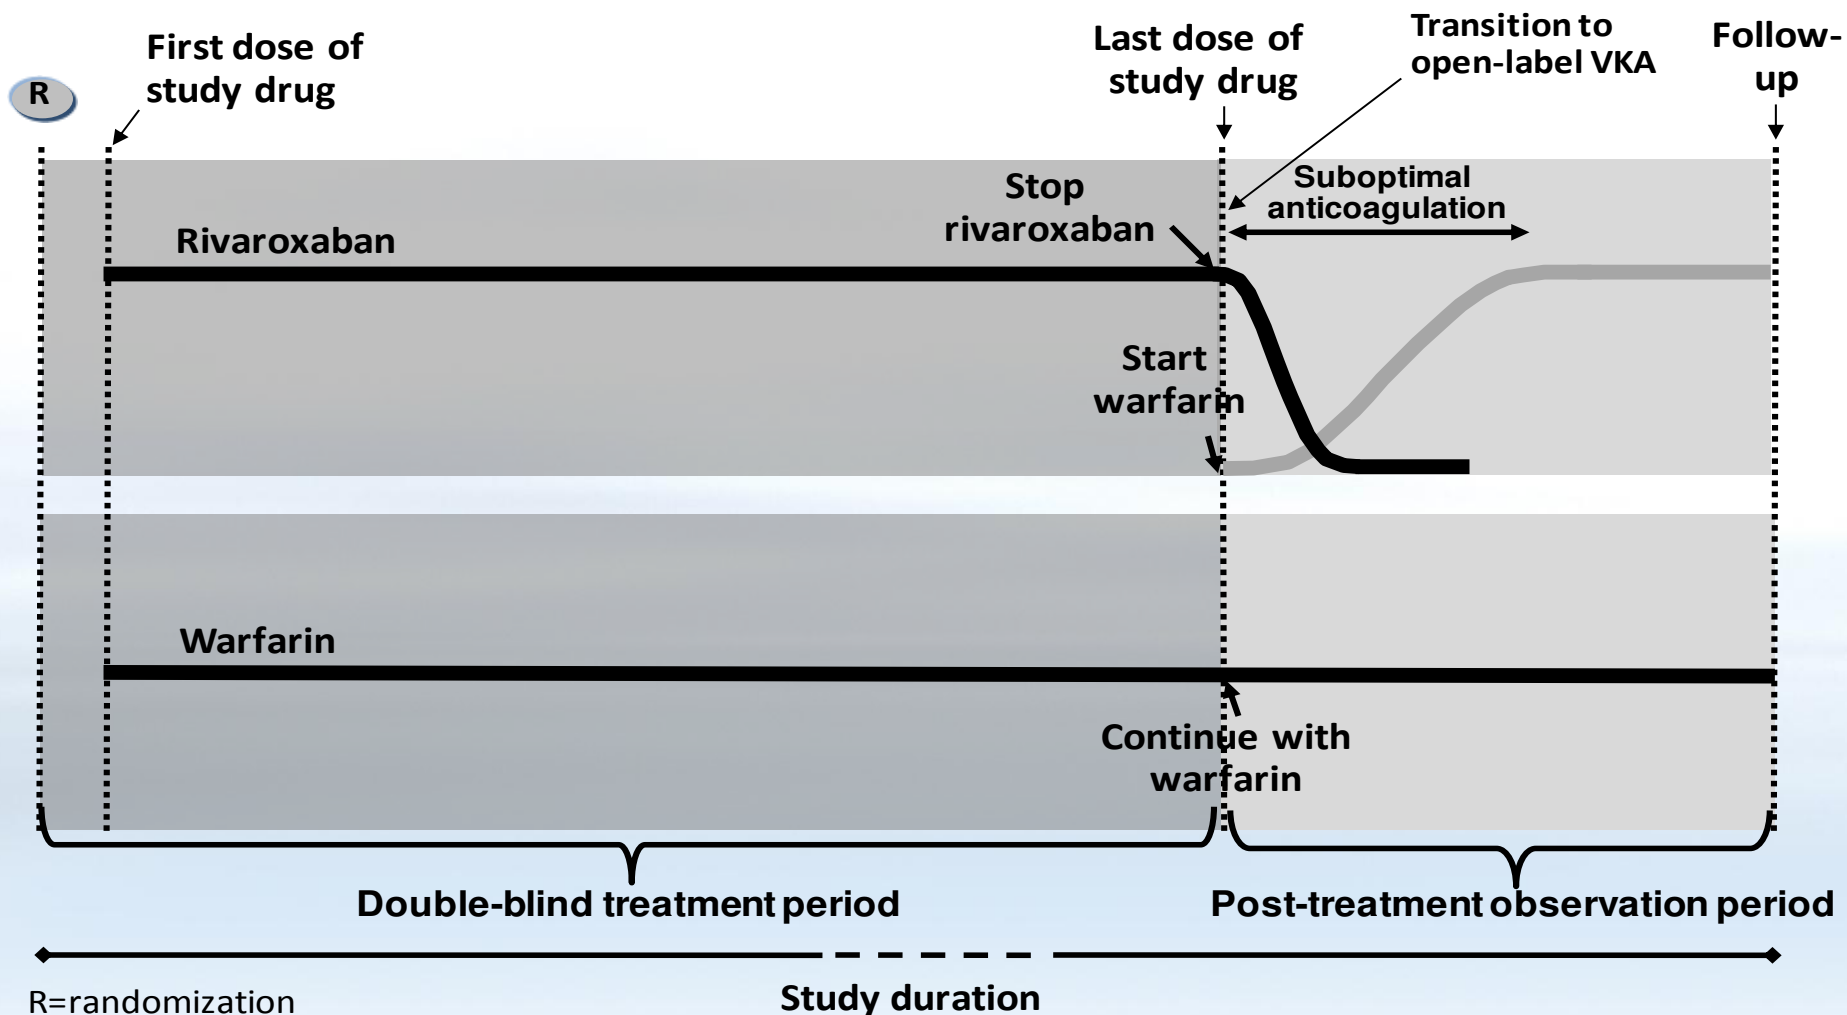 R
First dose of
study drug
Last dose of
study drug
Transition to
open-label VKA
Follow-
up
Rivaroxaban
Stop
rivaroxaban
Suboptimal
anticoagulation
Start
warfarin
Warfarin
Continue with
warfarin
Double-blind treatment period
Post-treatment observation period
Study duration
R=randomization